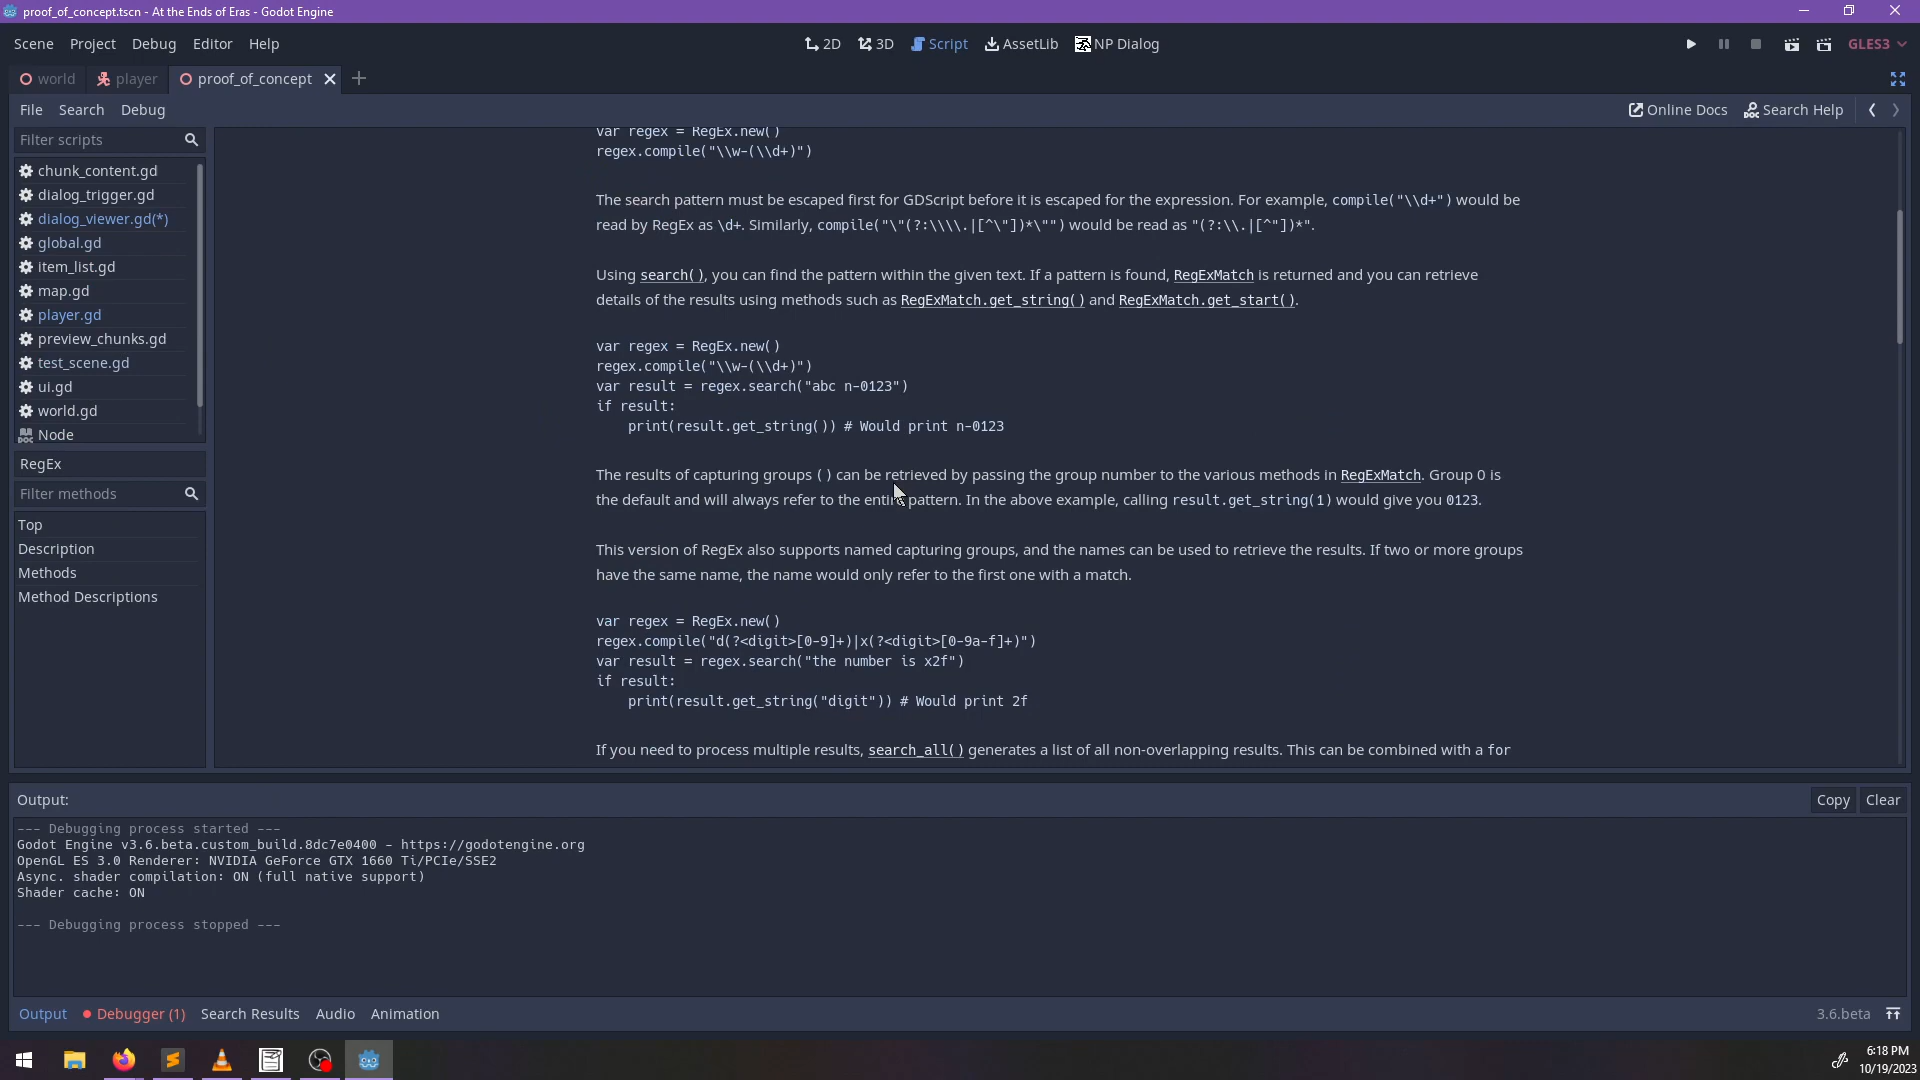 proof_of_concept.tscn - At the Ends of Eras - Godot Engine
Scene Project Debug Editor Help
2D 3D Script AssetLib NP Dialog
GLES3
world player proof_of_concept
File Search Debug
Online Docs Search Help
Filter scripts
chunk_content.gd
dialog_trigger.gd
dialog_viewer.gd(*)
global.gd
item_list.gd
map.gd
player.gd
preview_chunks.gd
test_scene.gd
ui.gd
world.gd
Node
RegEx
Filter methods
Top
Description
Methods
Method Descriptions
var regex = RegEx.new()
regex.compile("\\w-(\\d+)")
The search pattern must be escaped first for GDScript before it is escaped for the expression. For example, compile("\\d+") would be
read by RegEx as \d+. Similarly, compile("\"(?:\\\\.|[^\"])*\"") would be read as "(?:\\.|[^"])*".
Using search(), you can find the pattern within the given text. If a pattern is found, RegExMatch is returned and you can retrieve
details of the results using methods such as RegExMatch.get_string() and RegExMatch.get_start().
var regex = RegEx.new()
regex.compile("\\w-(\\d+)")
var result = regex.search("abc n-0123")
if result:
    print(result.get_string()) # Would print n-0123
The results of capturing groups () can be retrieved by passing the group number to the various methods in RegExMatch. Group 0 is
the default and will always refer to the entire pattern. In the above example, calling result.get_string(1) would give you 0123.
This version of RegEx also supports named capturing groups, and the names can be used to retrieve the results. If two or more groups
have the same name, the name would only refer to the first one with a match.
var regex = RegEx.new()
regex.compile("d(?<digit>[0-9]+)|x(?<digit>[0-9a-f]+)")
var result = regex.search("the number is x2f")
if result:
    print(result.get_string("digit")) # Would print 2f
If you need to process multiple results, search_all() generates a list of all non-overlapping results. This can be combined with a for
Output:
Copy Clear
--- Debugging process started ---
Godot Engine v3.6.beta.custom_build.8dc7e0400 - https://godotengine.org
OpenGL ES 3.0 Renderer: NVIDIA GeForce GTX 1660 Ti/PCIe/SSE2
Async. shader compilation: ON (full native support)
Shader cache: ON
--- Debugging process stopped ---
Output Debugger (1) Search Results Audio Animation
3.6.beta
6:18 PM
10/19/2023